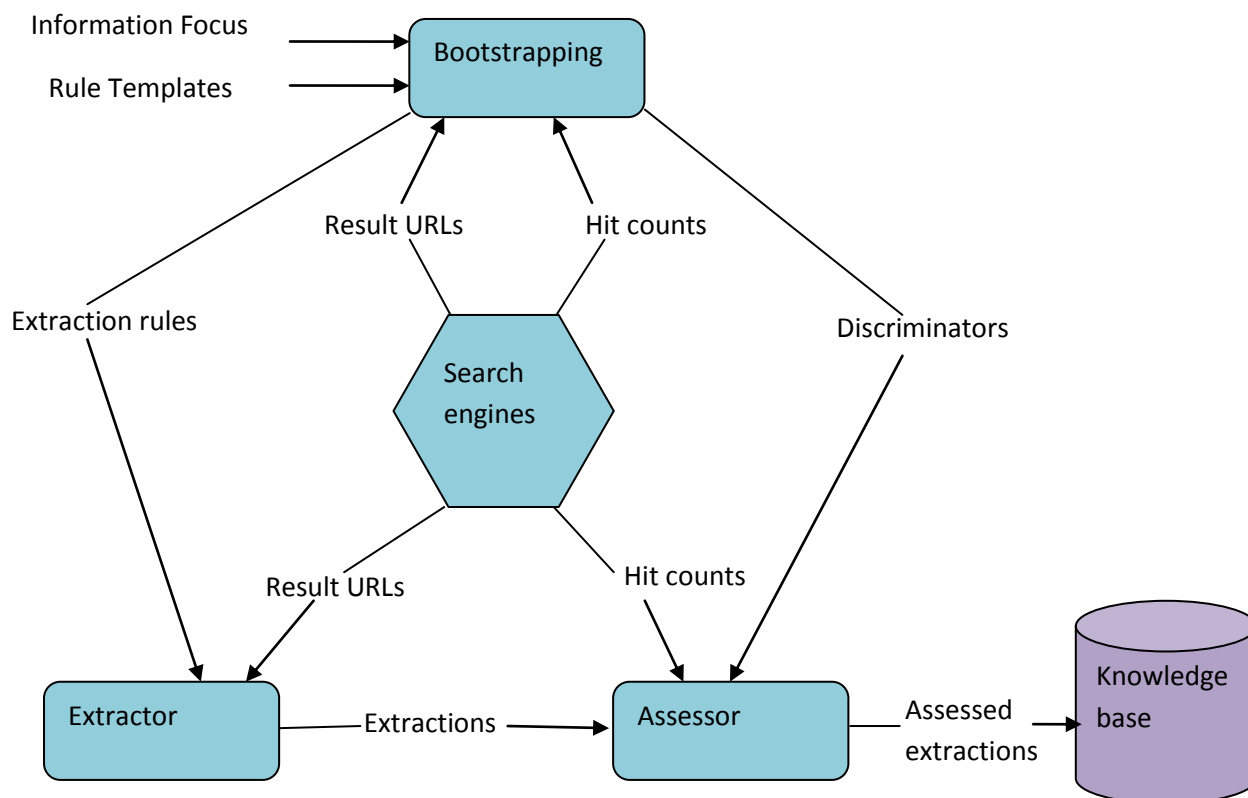 Information Focus
Bootstrapping
Rule Templates
Result URLs
Hit counts
Extraction rules
Discriminators
Search
engines
Result URLs
Hit counts
Extractor
Extractions
Assessor
Assessed
extractions
Knowledge
base